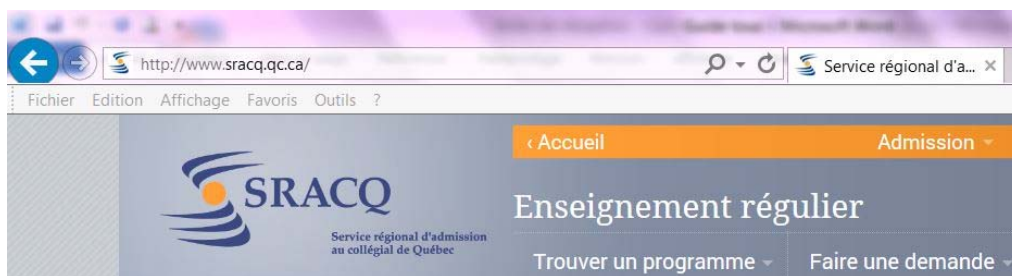 http://www.sracq.qc.ca/
Service régional d'a...
Fichier Edition Affichage Favoris Outils ?
‹ Accueil Admission
SRACQ
Service régional d'admission
au collégial de Québec
Enseignement régulier
Trouver un programme Faire une demande